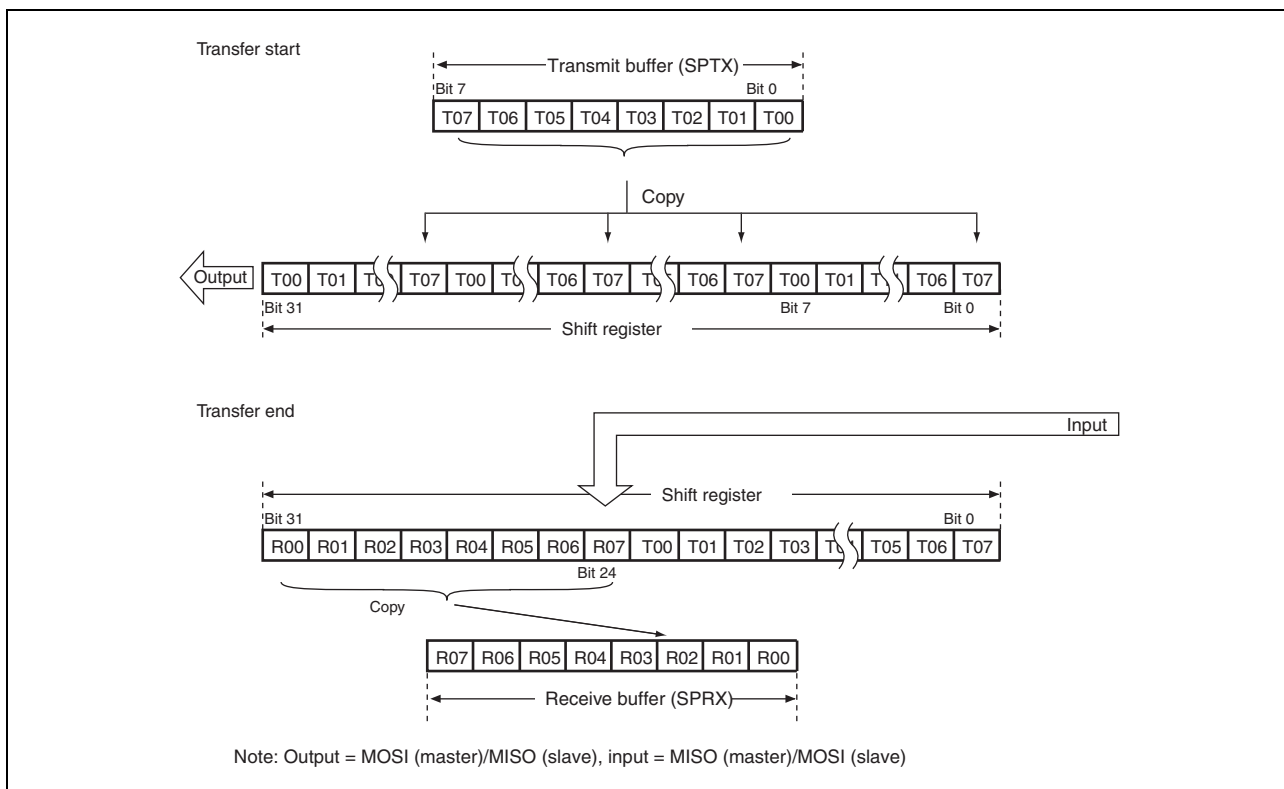 Transfer start
Transmit buffer (SPTX)
Bit 7 Bit 0
T07 T06 T05 T04 T03 T02 T01 T00
Copy
Output
T00 T01 T07 T00 T06 T07 T06 T07 T00 T01 T06 T07
Bit 31 Bit 7 Bit 0
Shift register
Transfer end
Input
Shift register
Bit 31 Bit 0
R00 R01 R02 R03 R04 R05 R06 R07 T00 T01 T02 T03 T05 T06 T07
Bit 24
Copy
R07 R06 R05 R04 R03 R02 R01 R00
Receive buffer (SPRX)
Note: Output = MOSI (master)/MISO (slave), input = MISO (master)/MOSI (slave)